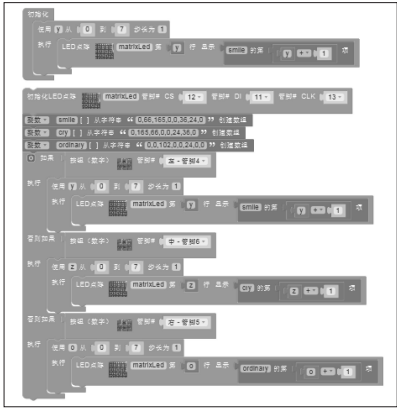 初始化
使用 y 从 0 到 7 步长为 1
执行 LED点阵 matrixLed 第 y 行 显示 smile 的第 y + 1 项
初始化LED点阵 matrixLed 管脚# CS 12 管脚# DI 11 管脚# CLK 13
整数 smile [ ] 从字符串 “ 0,66,165,0,0,36,24,0 ” 创建数组
整数 cry [ ] 从字符串 “ 0,165,66,0,0,24,36,0 ” 创建数组
整数 ordinary [ ] 从字符串 “ 0,0,102,0,0,24,0,0 ” 创建数组
如果 按钮（数字） 管脚# 左-管脚4
执行 使用 y 从 0 到 7 步长为 1
执行 LED点阵 matrixLed 第 y 行 显示 smile 的第 y + 1 项
否则如果 按钮（数字） 管脚# 中-管脚6
执行 使用 z 从 0 到 7 步长为 1
执行 LED点阵 matrixLed 第 z 行 显示 cry 的第 z + 1 项
否则如果 按钮（数字） 管脚# 右-管脚5
执行 使用 o 从 0 到 7 步长为 1
执行 LED点阵 matrixLed 第 o 行 显示 ordinary 的第 o + 1 项